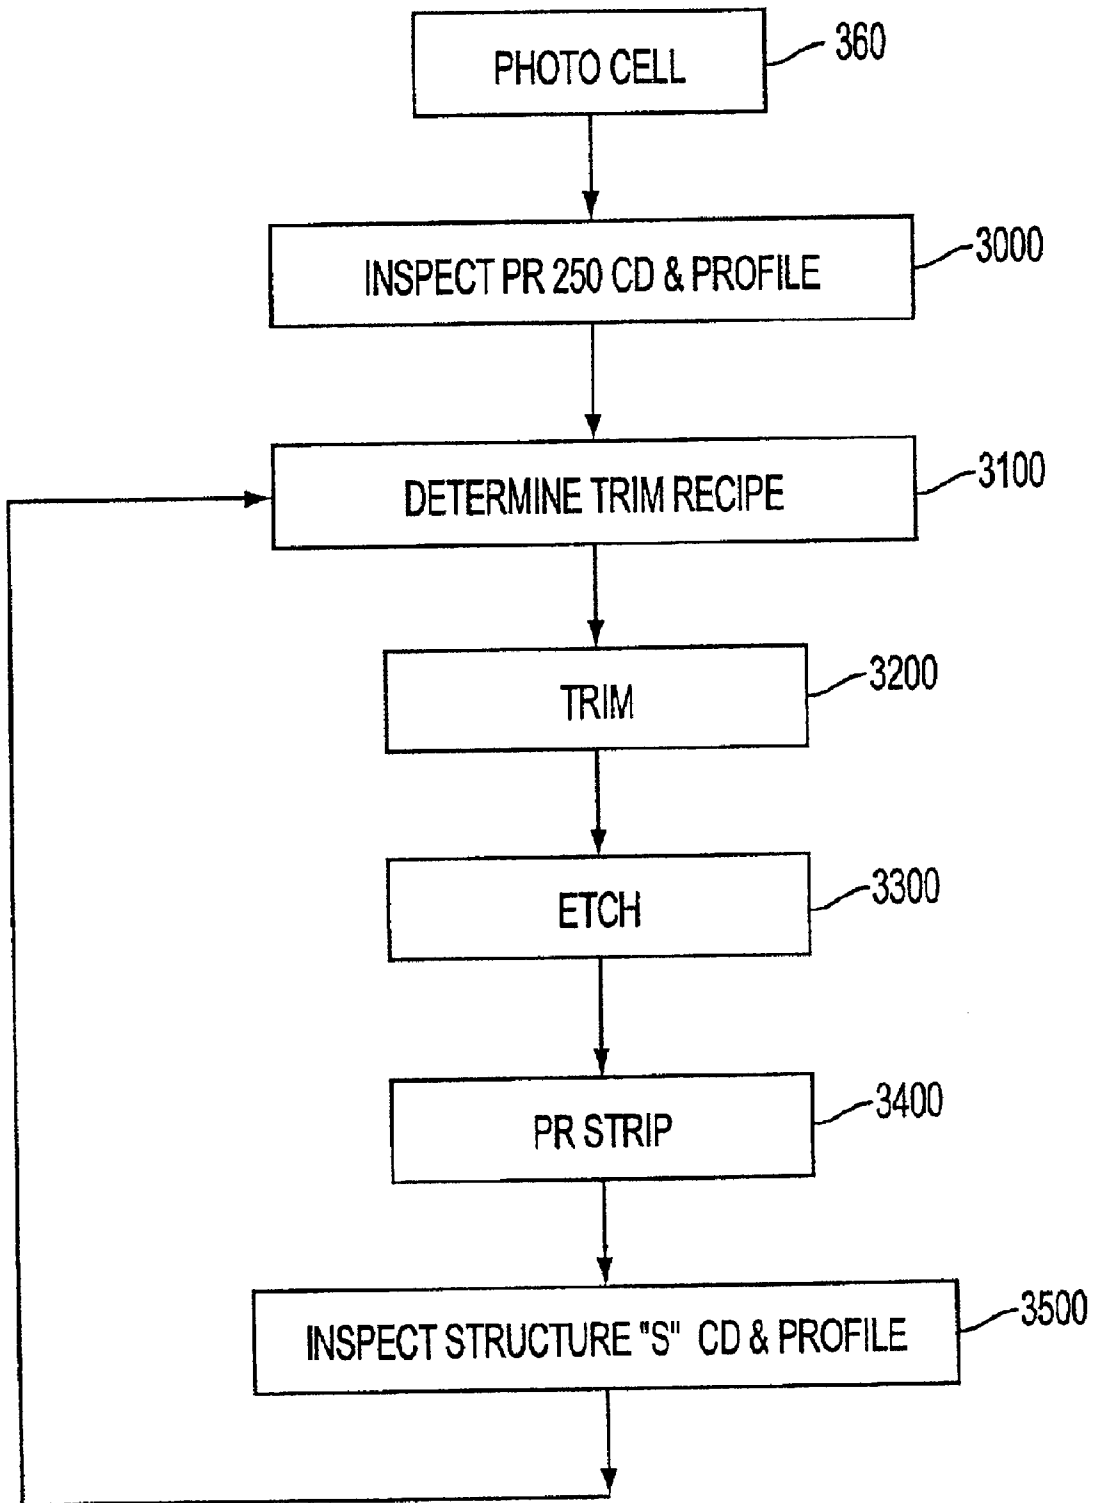 PHOTO CELL
360
INSPECT PR 250 CD & PROFILE
3000
DETERMINE TRIM RECIPE
3100
TRIM
3200
ETCH
3300
PR STRIP
3400
INSPECT STRUCTURE "S" CD & PROFILE
3500